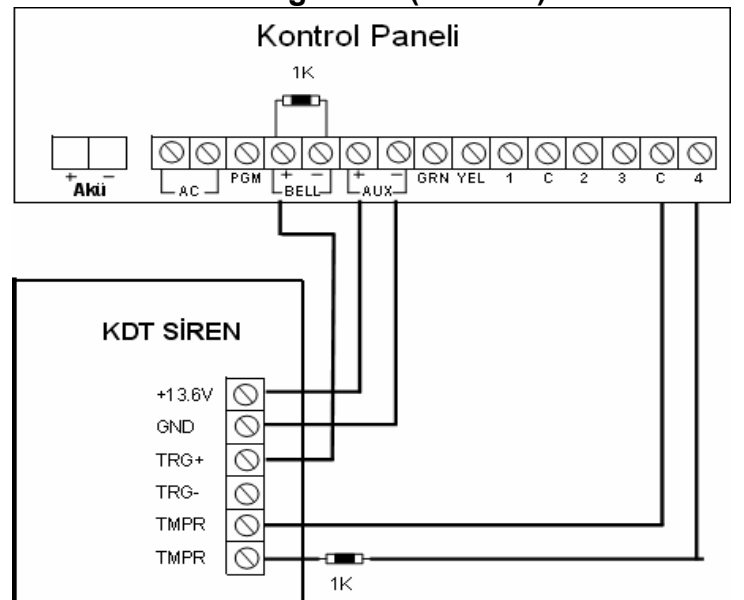 Kontrol Paneli
1K
+ − + −
Akü AC PGM BELL AUX GRN YEL 1 C 2 3 C 4
KDT SİREN
+13.6V
GND
TRG+
TRG-
TMPR
TMPR
1K